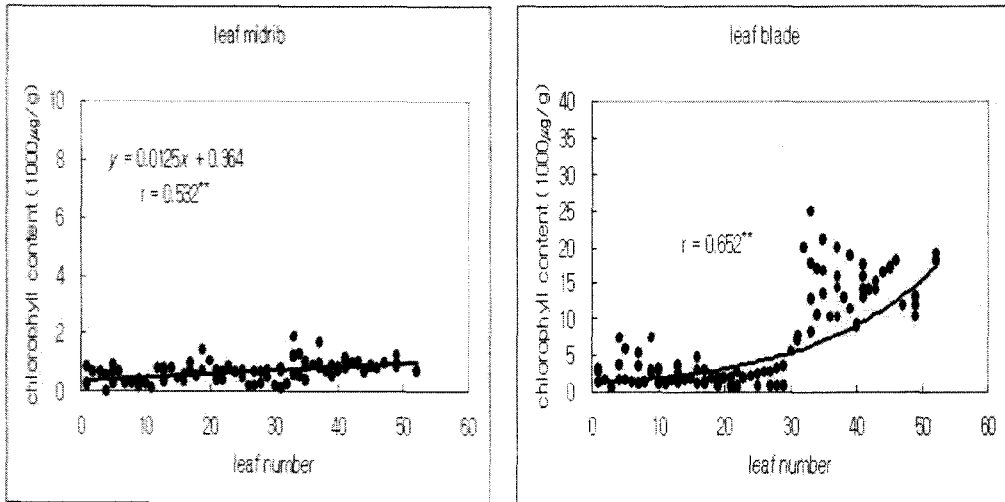 leaf midrib
chlorophyll content (1000μg/g)
10
8
6
4
2
0
y = 0.0125x + 0.364
r = 0.532**
0 10 20 30 40 50 60
leaf number
leaf blade
chlorophyll content (1000μg/g)
40
35
30
25
20
15
10
5
0
r = 0.652**
0 10 20 30 40 50 60
leaf number